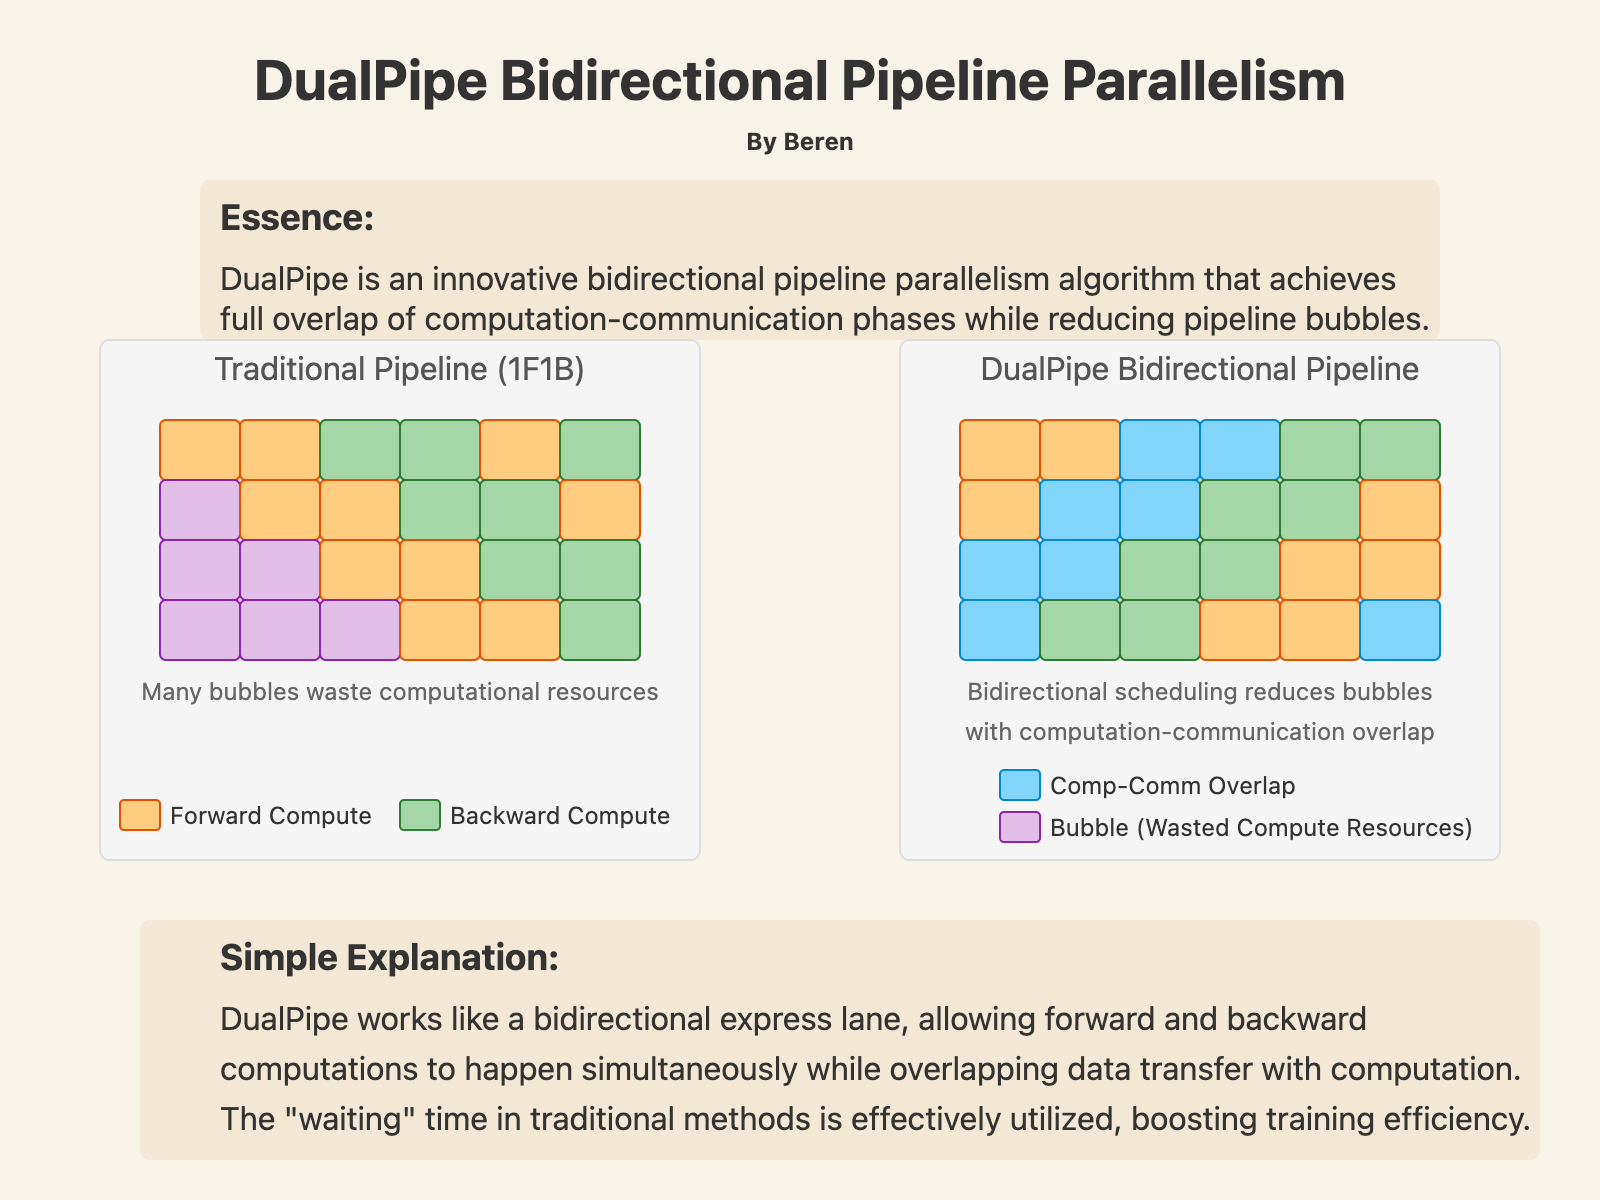 DualPipe Bidirectional Pipeline Parallelism
By Beren
Essence:
DualPipe is an innovative bidirectional pipeline parallelism algorithm that achieves
full overlap of computation-communication phases while reducing pipeline bubbles.
Traditional Pipeline (1F1B)
Many bubbles waste computational resources
Forward Compute
Backward Compute
DualPipe Bidirectional Pipeline
Bidirectional scheduling reduces bubbles
with computation-communication overlap
Comp-Comm Overlap
Bubble (Wasted Compute Resources)
Simple Explanation:
DualPipe works like a bidirectional express lane, allowing forward and backward
computations to happen simultaneously while overlapping data transfer with computation.
The "waiting" time in traditional methods is effectively utilized, boosting training efficiency.